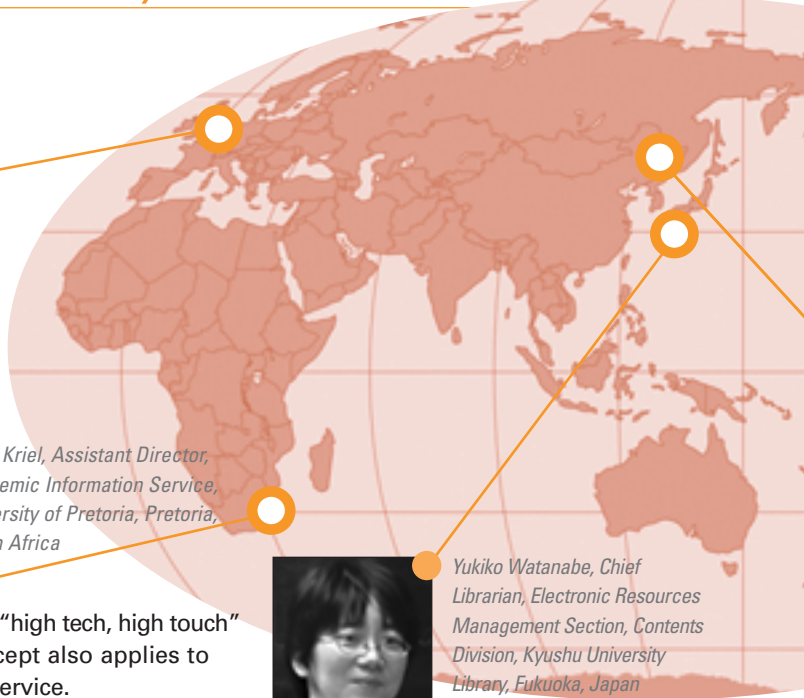 Kriel, Assistant Director,
emic Information Service,
rsity of Pretoria, Pretoria,
Africa
“high tech, high touch”
cept also applies to
ervice.
Yukiko Watanabe, Chief
Librarian, Electronic Resources
Management Section, Contents
Division, Kyushu University
Library, Fukuoka, Japan